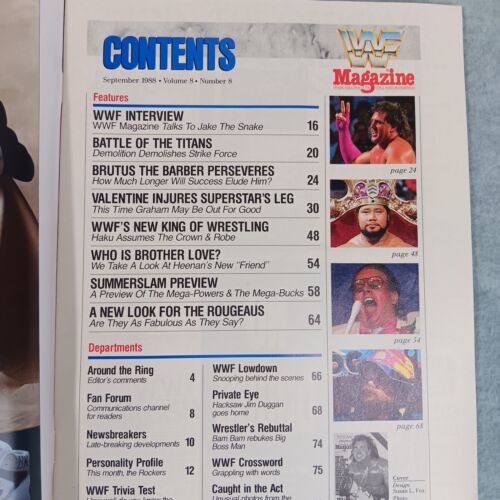 CONTENTS
September 1988 • Volume 8 • Number 8
WWF
Magazine
Features
WWF INTERVIEW
WWF Magazine Talks To Jake The Snake 16
BATTLE OF THE TITANS
Demolition Demolishes Strike Force 20
BRUTUS THE BARBER PERSEVERES
How Much Longer Will Success Elude Him? 24
VALENTINE INJURES SUPERSTAR'S LEG
This Time Graham May Be Out For Good 30
WWF'S NEW KING OF WRESTLING
Haku Assumes The Crown & Robe 48
WHO IS BROTHER LOVE?
We Take A Look At Heenan's New "Friend" 54
SUMMERSLAM PREVIEW
A Preview Of The Mega-Powers & The Mega-Bucks 58
A NEW LOOK FOR THE ROUGEAUS
Are They As Fabulous As They Say? 64
page 24
page 48
page 54
page 68
Departments
Around the Ring
Editor's comments 4
Fan Forum
Communications channel
for readers 8
Newsbreakers
Late-breaking developments 10
Personality Profile
This month, the Rockers 12
WWF Trivia Test
WWF Lowdown
Snooping behind the scenes 66
Private Eye
Hacksaw Jim Duggan
goes home 68
Wrestler's Rebuttal
Bam Bam rebukes Big
Boss Man 74
WWF Crossword
Grappling with words 75
Caught in the Act
Unusual photos from the
Cover
Design
Susan L. Fox